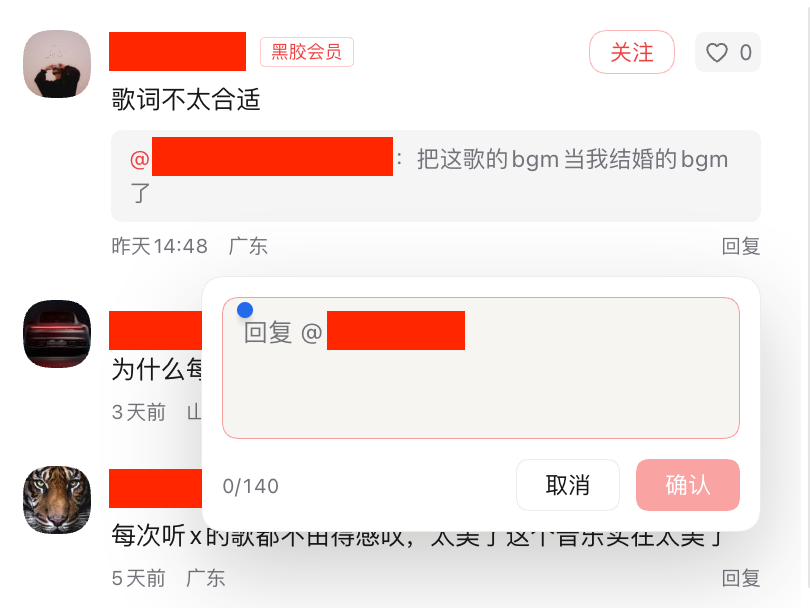 黑胶会员
关注
0
歌词不太合适
@ ：把这歌的bgm当我结婚的bgm
了
昨天14:48 广东
回复
回复 @
为什么每
3天前 山
0/140
取消
确认
每次听x的歌都不由得感叹，太美了这个音乐实在太美了
5天前 广东
回复